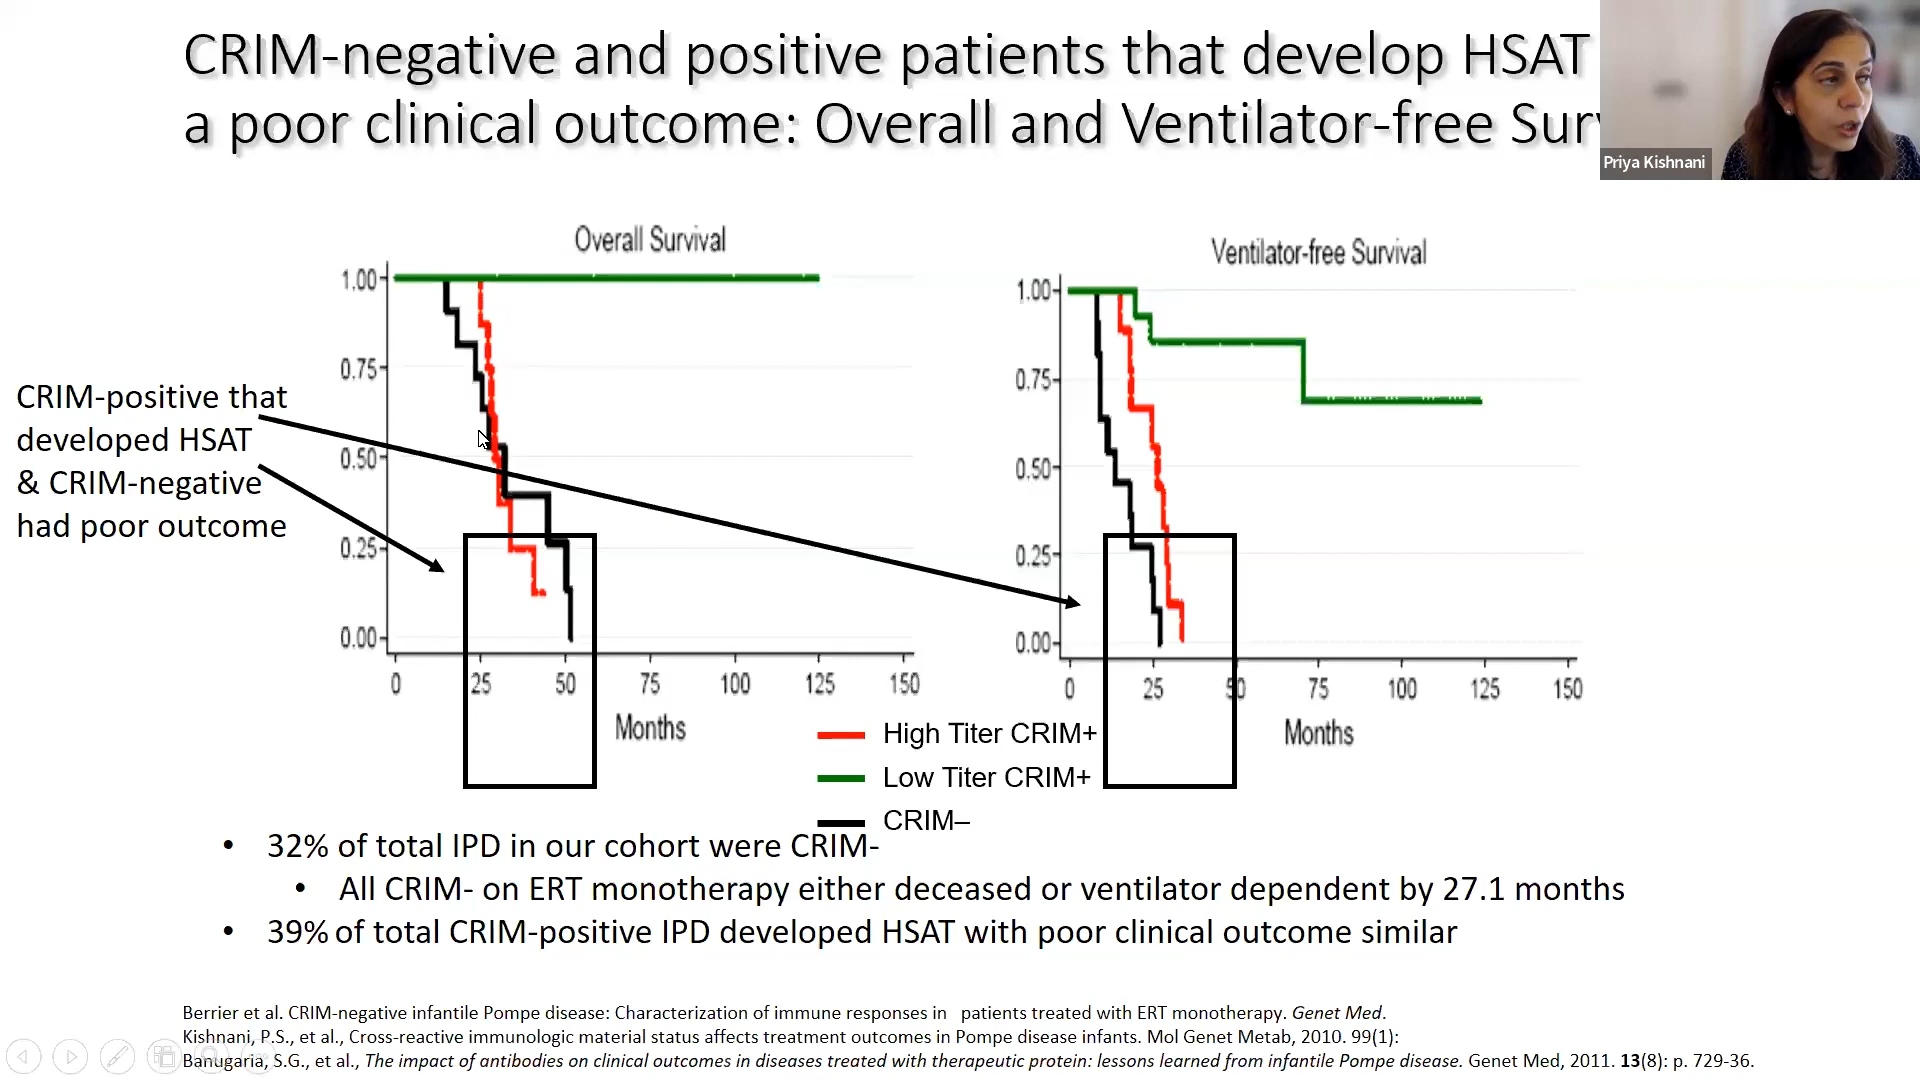 CRIM-negative and positive patients that develop HSAT
a poor clinical outcome: Overall and Ventilator-free Surv
Priya Kishnani
Overall Survival
1.00
0.75
0.50
0.25
0.00
0 25 50 75 100 125 150
Months
Ventilator-free Survival
1.00
0.75
0.50
0.25
0.00
0 25 50 75 100 125 150
Months
CRIM-positive that
developed HSAT
& CRIM-negative
had poor outcome
High Titer CRIM+
Low Titer CRIM+
CRIM–
• 32% of total IPD in our cohort were CRIM-
• All CRIM- on ERT monotherapy either deceased or ventilator dependent by 27.1 months
• 39% of total CRIM-positive IPD developed HSAT with poor clinical outcome similar
Berrier et al. CRIM-negative infantile Pompe disease: Characterization of immune responses in patients treated with ERT monotherapy. Genet Med.
Kishnani, P.S., et al., Cross-reactive immunologic material status affects treatment outcomes in Pompe disease infants. Mol Genet Metab, 2010. 99(1):
Banugaria, S.G., et al., The impact of antibodies on clinical outcomes in diseases treated with therapeutic protein: lessons learned from infantile Pompe disease. Genet Med, 2011. 13(8): p. 729-36.